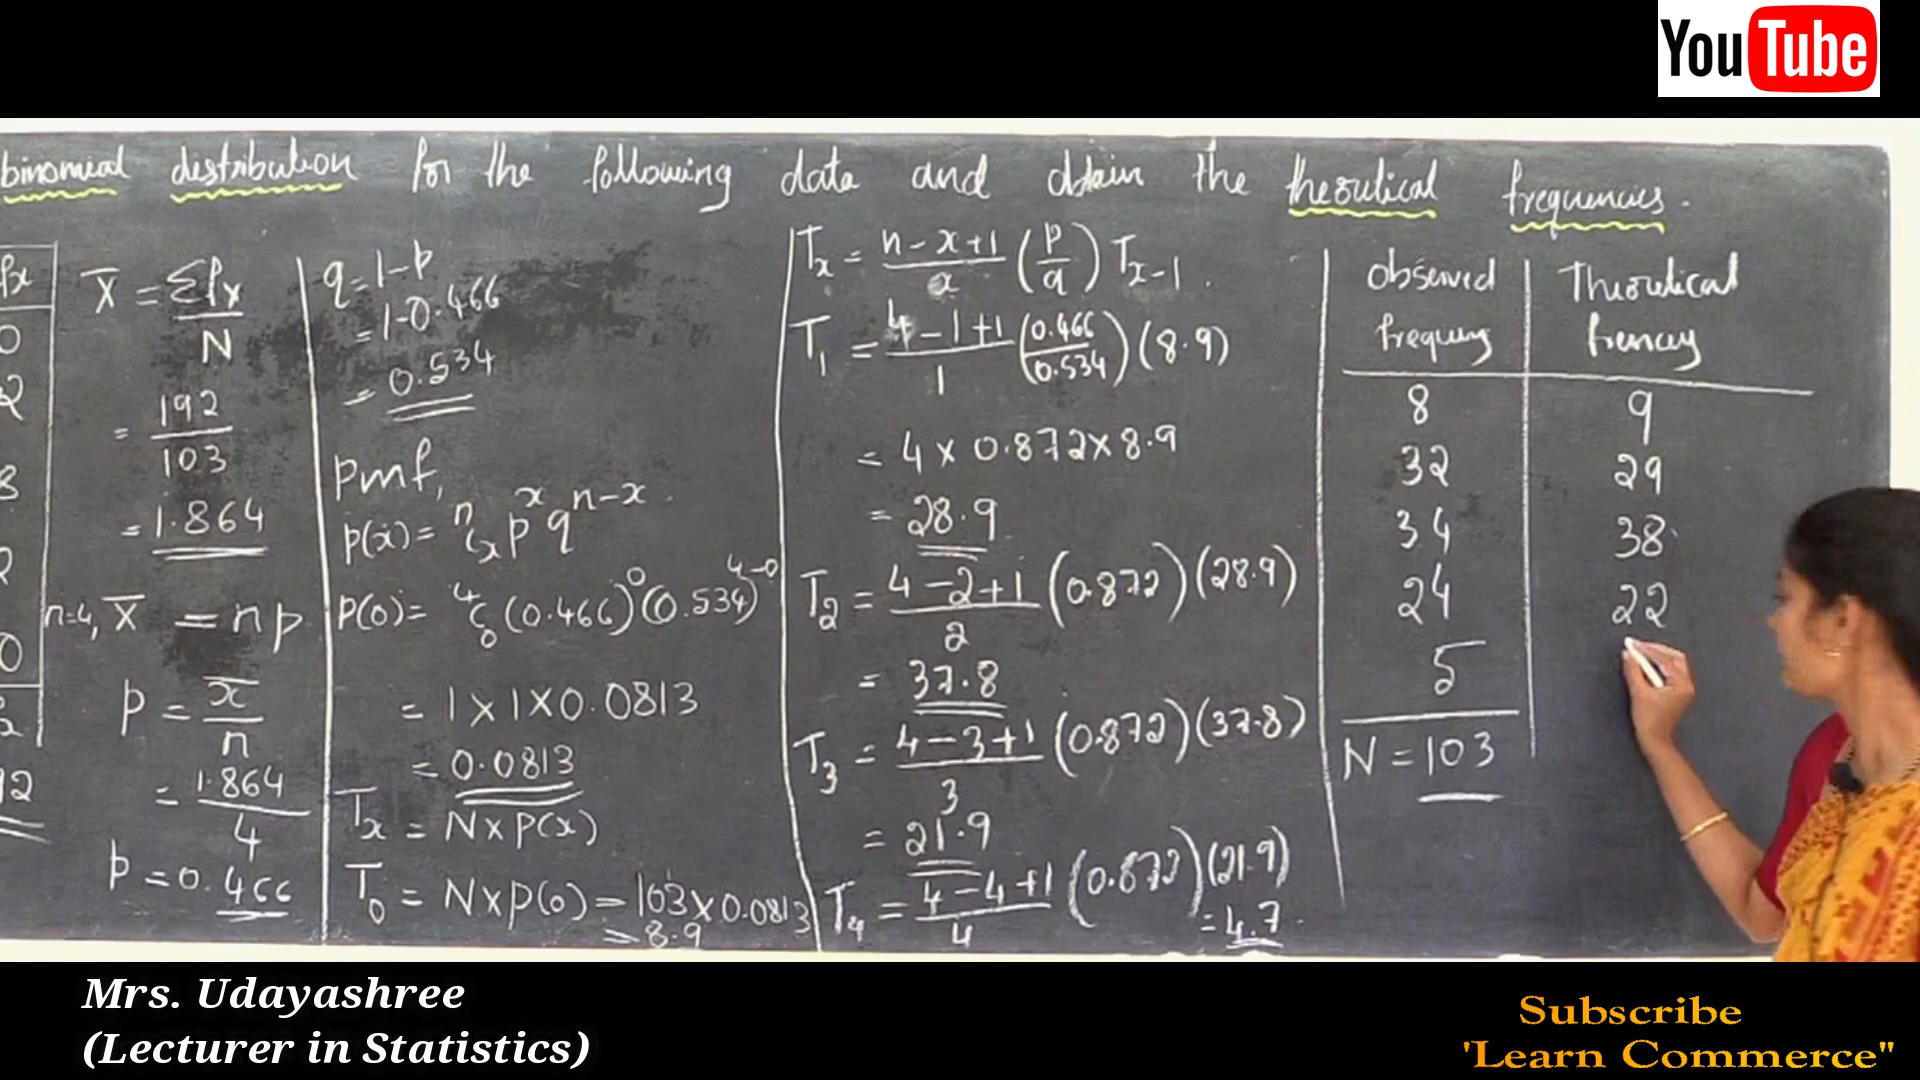 YouTube
binomial distribution for the following data and obtain the theoritical frequencies.
fx
0
8
0
92
X̄ = Σfx/N
= 192/103
= 1.864
n=4, X̄ = np
p = x̄/n
= 1.864/4
p = 0.466
q = 1-p
= 1-0.466
= 0.534
pmf,
p(x) = ⁿCₓ pˣ qⁿ⁻ˣ.
p(0) = ⁴C₀ (0.466)⁰ (0.534)⁴⁻⁰
= 1 x 1 x 0.0813
= 0.0813
Tₓ = N x p(x)
T₀ = N x p(0) = 103 x 0.0813
= 8.9
Tₓ = n-x+1/x (p/q) Tₓ₋₁.
T₁ = 4-1+1/1 (0.466/0.534) (8.9)
= 4 x 0.872 x 8.9
= 28.9
T₂ = 4-2+1/2 (0.872) (28.9)
= 37.8
T₃ = 4-3+1/3 (0.872) (37.8)
= 21.9
T₄ = 4-4+1/4 (0.872) (21.9)
= 4.7.
Observed frequency Theoretical
8 9
32 29
34 38
24 22
5
N = 103
Mrs. Udayashree
(Lecturer in Statistics)
Subscribe
'Learn Commerce"